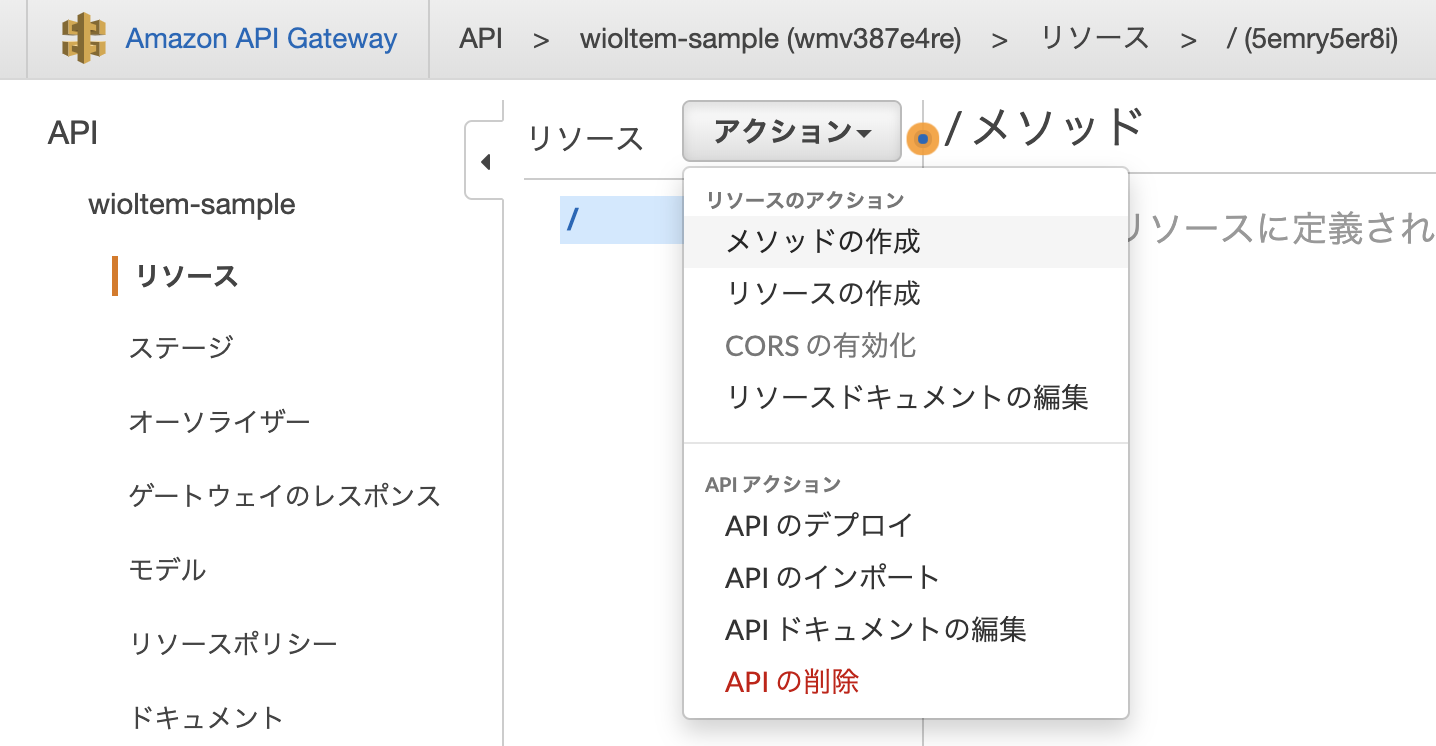 Amazon API Gateway API > wioltem-sample (wmv387e4re) > リソース > / (5emry5er8i)
API
wioltem-sample
リソース
ステージ
オーソライザー
ゲートウェイのレスポンス
モデル
リソースポリシー
ドキュメント
リソース アクション / メソッド
/
リソースのアクション
メソッドの作成
リソースの作成
CORS の有効化
リソースドキュメントの編集
API アクション
API のデプロイ
API のインポート
API ドキュメントの編集
API の削除
リソースに定義され